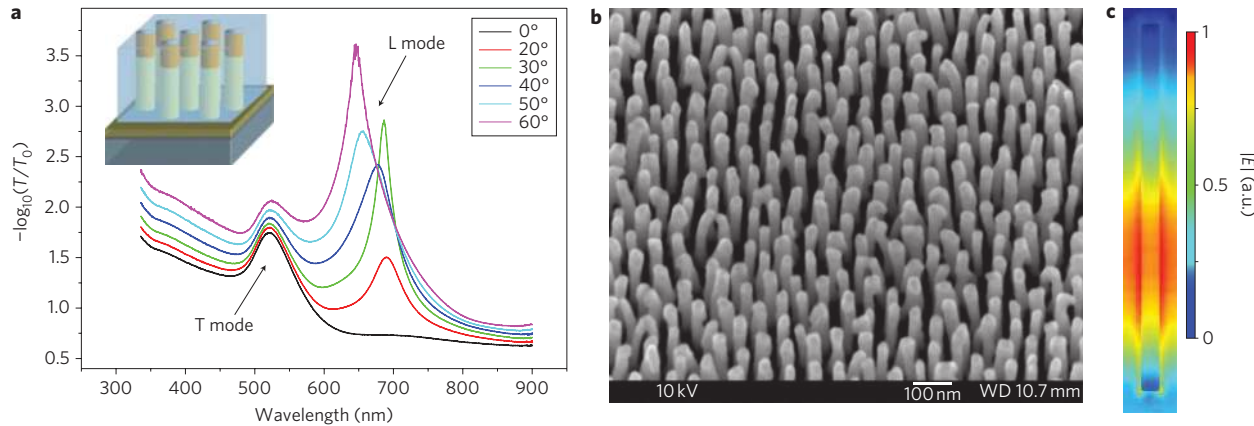 a
−log10(T/T0)
3.5
3.0
2.5
2.0
1.5
1.0
0.5
300
400
500
600
700
800
900
Wavelength (nm)
T mode
L mode
0°
20°
30°
40°
50°
60°
b
10 kV
100 nm
WD 10.7 mm
c
1
0.5
0
|E| (a.u.)